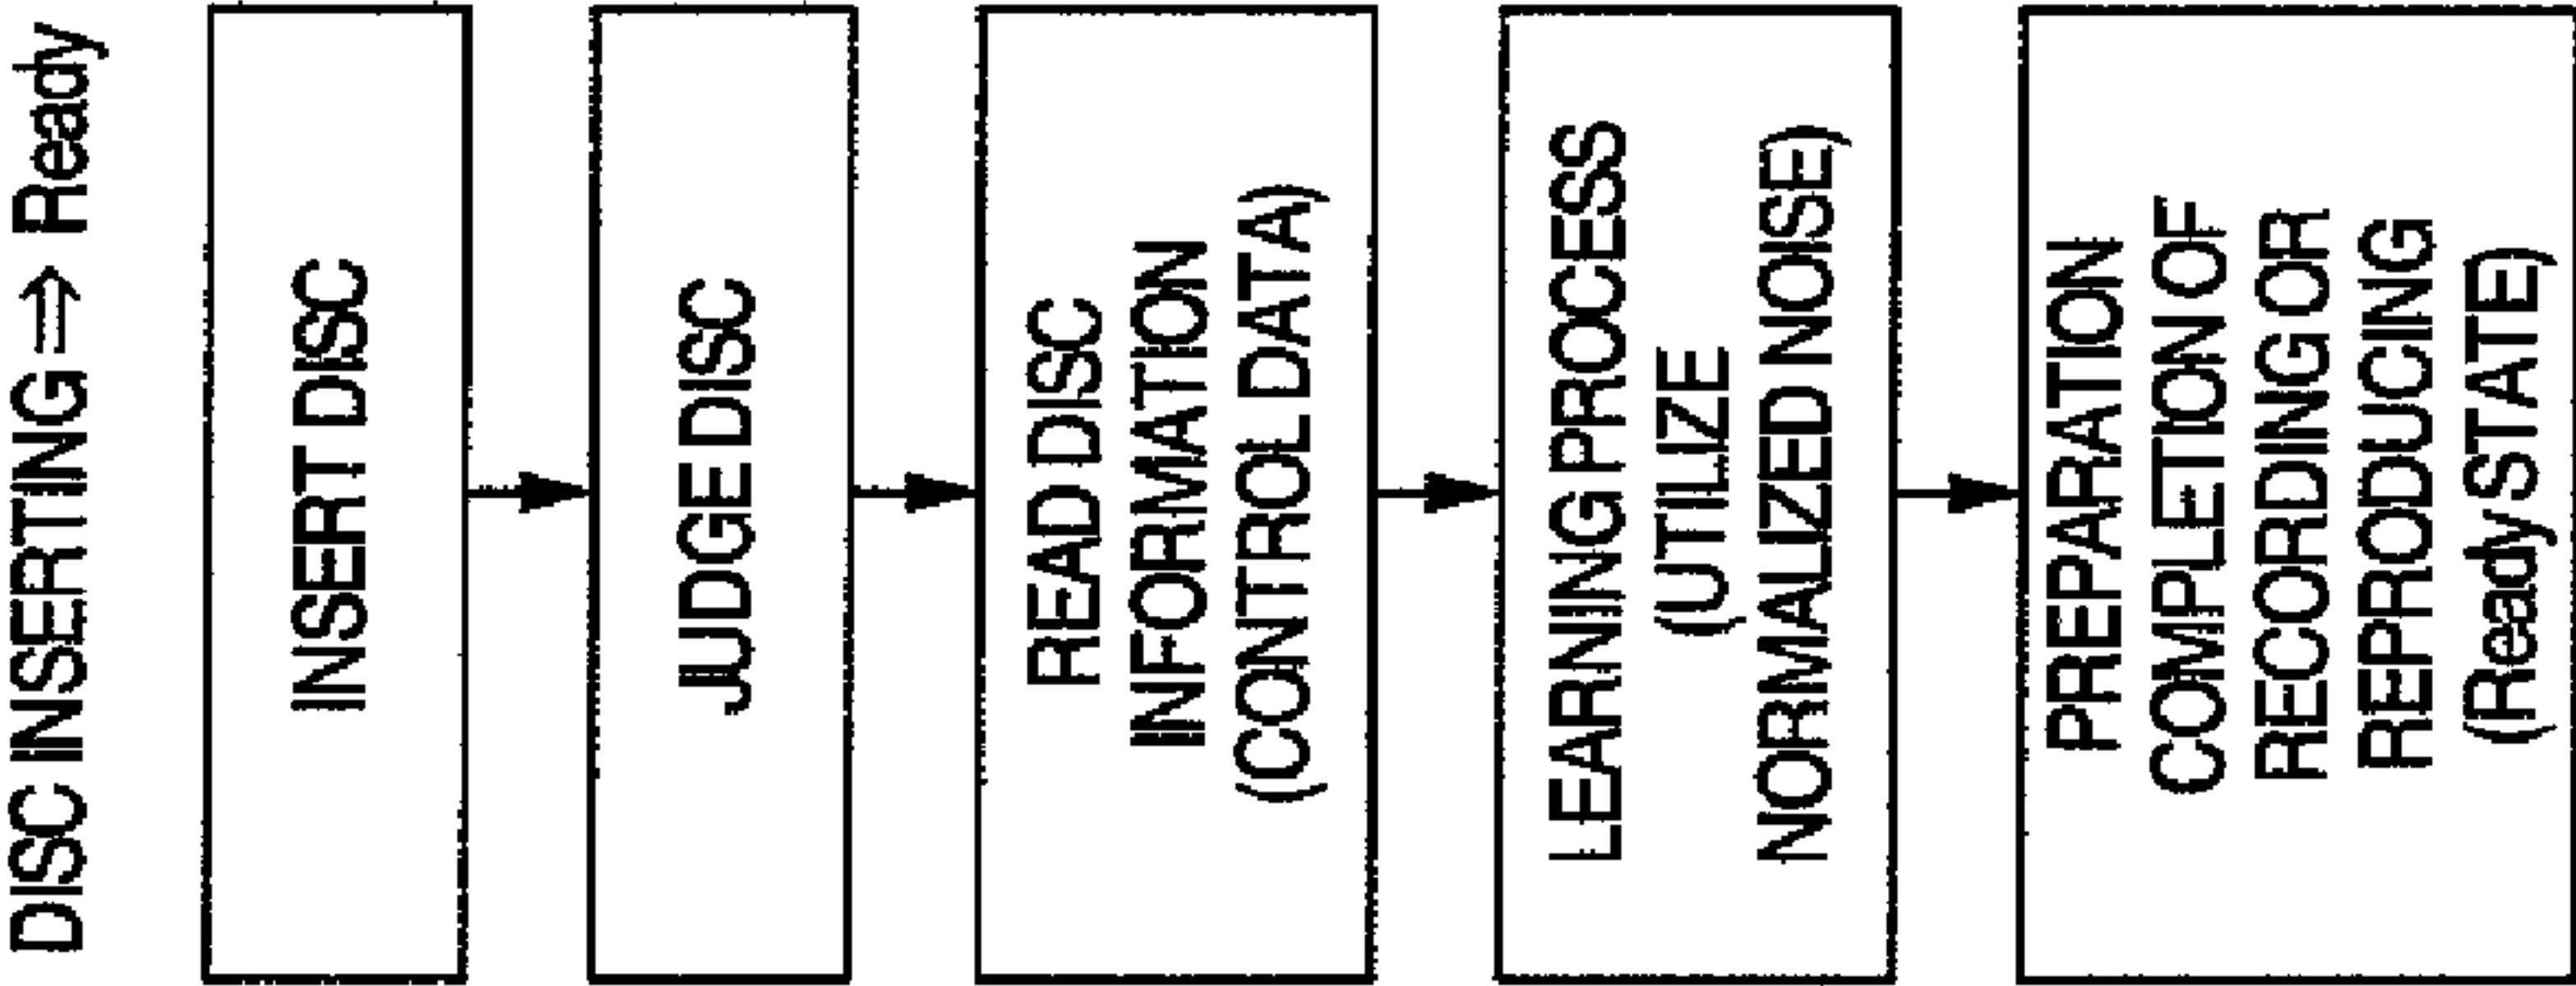 DISC INSERTING ⇒ Ready
INSERT DISC
JUDGE DISC
READ DISC
INFORMATION
(CONTROL DATA)
LEARNING PROCESS
(UTILIZE
NORMALIZED NOISE)
PREPARATION
COMPLETION OF
RECORDING OR
REPRODUCING
(Ready STATE)